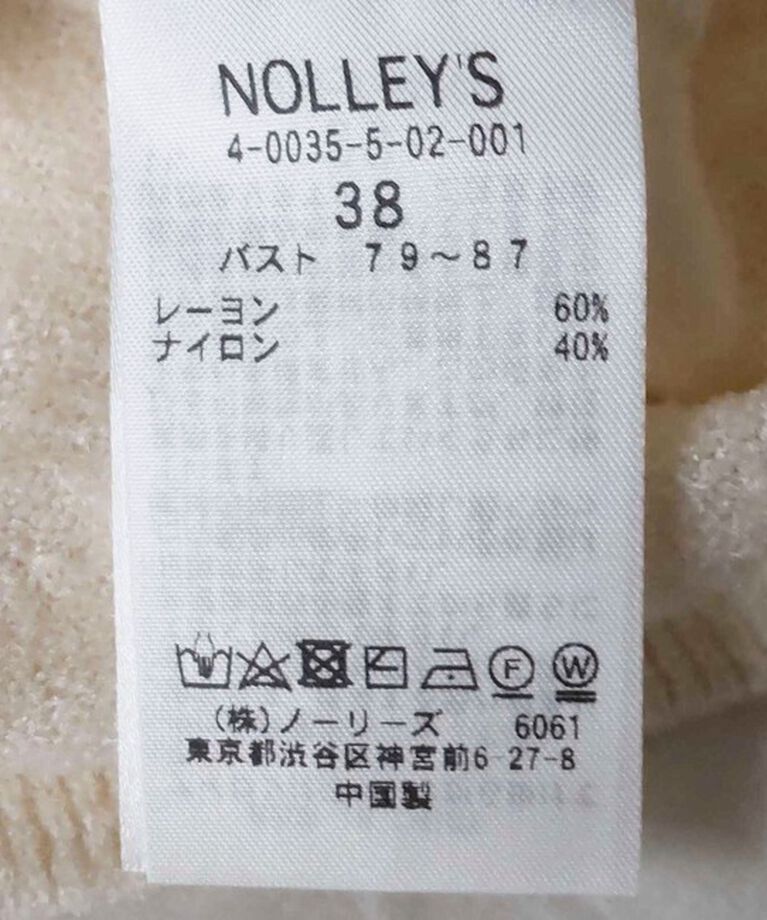 NOLLEY'S
4-0035-5-02-001
38
バスト 79~87
レーヨン 60%
ナイロン 40%
F W
(株)ノーリーズ 6061
東京都渋谷区神宮前6-27-8
中国製